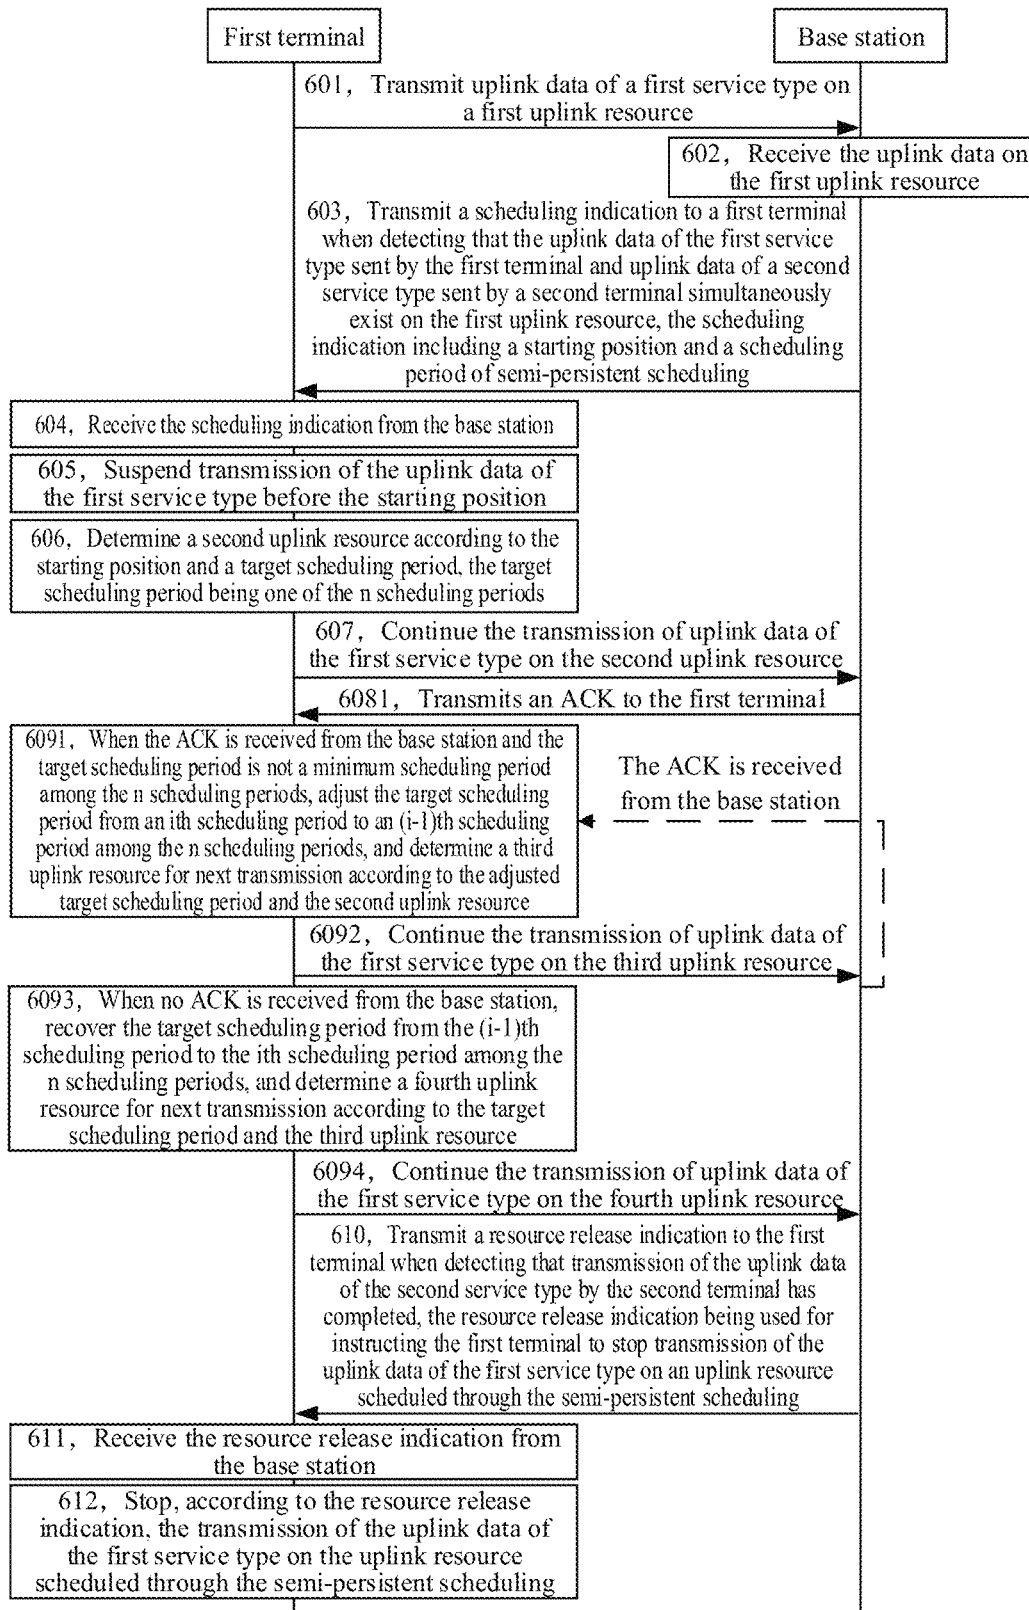 First terminal
Base station
601, Transmit uplink data of a first service type on
a first uplink resource
602, Receive the uplink data on
the first uplink resource
603, Transmit a scheduling indication to a first terminal
when detecting that the uplink data of the first service
type sent by the first terminal and uplink data of a second
service type sent by a second terminal simultaneously
exist on the first uplink resource, the scheduling
indication including a starting position and a scheduling
period of semi-persistent scheduling
604, Receive the scheduling indication from the base station
605, Suspend transmission of the uplink data of
the first service type before the starting position
606, Determine a second uplink resource according to the
starting position and a target scheduling period, the target
scheduling period being one of the n scheduling periods
607, Continue the transmission of uplink data of
the first service type on the second uplink resource
6081, Transmits an ACK to the first terminal
6091, When the ACK is received from the base station and the
target scheduling period is not a minimum scheduling period
among the n scheduling periods, adjust the target scheduling
period from an ith scheduling period to an (i-1)th scheduling
period among the n scheduling periods, and determine a third
uplink resource for next transmission according to the adjusted
target scheduling period and the second uplink resource
The ACK is received
from the base station
6092, Continue the transmission of uplink data of
the first service type on the third uplink resource
6093, When no ACK is received from the base station,
recover the target scheduling period from the (i-1)th
scheduling period to the ith scheduling period among the
n scheduling periods, and determine a fourth uplink
resource for next transmission according to the target
scheduling period and the third uplink resource
6094, Continue the transmission of uplink data of
the first service type on the fourth uplink resource
610, Transmit a resource release indication to the first
terminal when detecting that transmission of the uplink data
of the second service type by the second terminal has
completed, the resource release indication being used for
instructing the first terminal to stop transmission of the
uplink data of the first service type on an uplink resource
scheduled through the semi-persistent scheduling
611, Receive the resource release indication from
the base station
612, Stop, according to the resource release
indication, the transmission of the uplink data of
the first service type on the uplink resource
scheduled through the semi-persistent scheduling